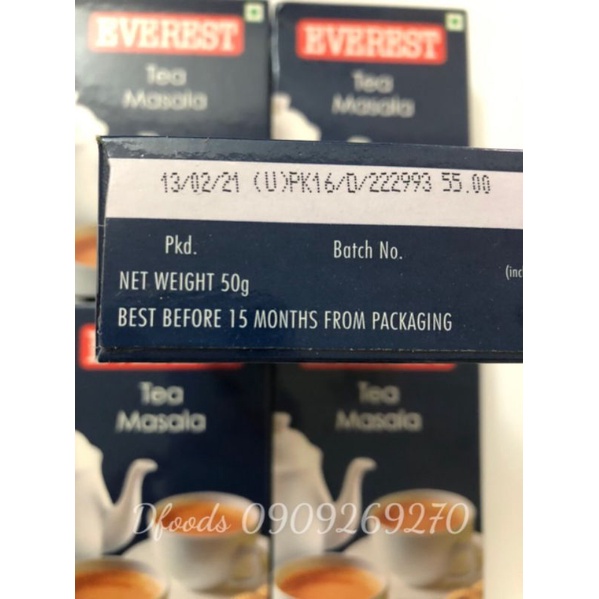 EVEREST
Tea
Masala
EVEREST
Tea
Masala
13/02/21 (U)PK16/D/222993 55.00
Pkd.
Batch No.
(inc
NET WEIGHT 50g
BEST BEFORE 15 MONTHS FROM PACKAGING
Tea
Masala
Tea
Masala
Dfoods 0909269270